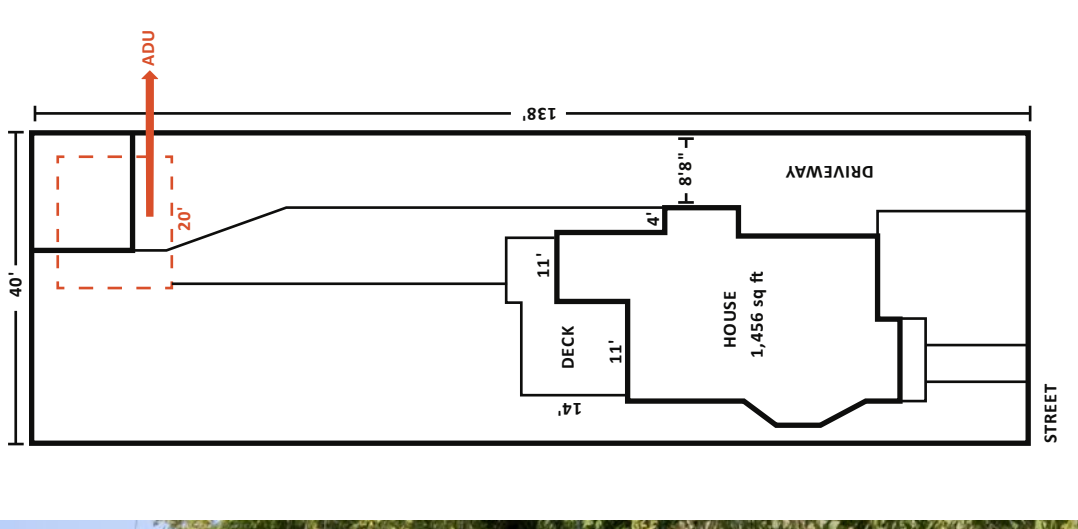 ADU
138'
8'8"
DRIVEWAY
20'
4'
11'
40'
HOUSE
1,456 sq ft
DECK
11'
14'
STREET